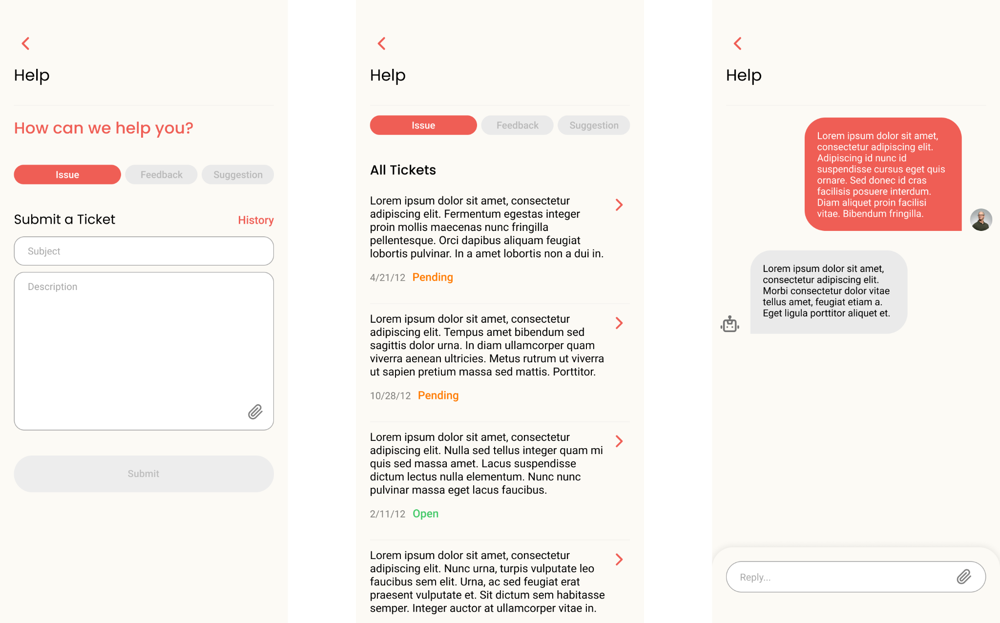 Help
How can we help you?
Issue
Feedback
Suggestion
Submit a Ticket
History
Subject
Description
Submit
Help
Issue
Feedback
Suggestion
All Tickets
Lorem ipsum dolor sit amet, consectetur
adipiscing elit. Fermentum egestas integer
proin mollis maecenas nunc fringilla
pellentesque. Orci dapibus aliquam feugiat
lobortis pulvinar. In a amet lobortis non a dui in.
4/21/12 Pending
Lorem ipsum dolor sit amet, consectetur
adipiscing elit. Tempus amet bibendum sed
sagittis dolor urna. In diam ullamcorper quam
viverra aenean ultricies. Metus rutrum ut viverra
ut sapien pretium massa sed mattis. Porttitor.
10/28/12 Pending
Lorem ipsum dolor sit amet, consectetur
adipiscing elit. Nulla sed tellus integer quam mi
quis sed massa amet. Lacus suspendisse
dictum lectus nulla elementum. Nunc nunc
pulvinar massa eget lacus faucibus.
2/11/12 Open
Lorem ipsum dolor sit amet, consectetur
adipiscing elit. Nunc urna, turpis vulputate leo
faucibus sem elit. Urna, ac sed feugiat erat
praesent vulputate et. Sit dictum sem habitasse
semper. Integer auctor at ullamcorper vitae in.
Help
Lorem ipsum dolor sit amet,
consectetur adipiscing elit.
Adipiscing id nunc id
suspendisse cursus eget quis
ornare. Sed donec id cras
facilisis posuere interdum.
Diam aliquet proin facilisi
vitae. Bibendum fringilla.
Lorem ipsum dolor sit amet,
consectetur adipiscing elit.
Morbi consectetur dolor vitae
tellus amet, feugiat etiam a.
Eget ligula porttitor aliquet et.
Reply...